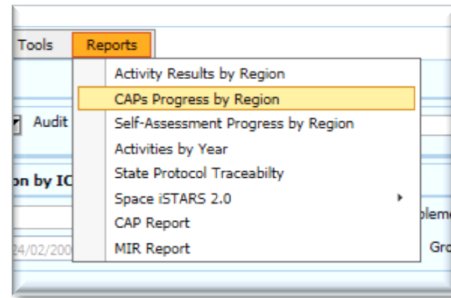 Tools Reports
Activity Results by Region
CAPs Progress by Region
Audit
Self-Assessment Progress by Region
Activities by Year
on by IC
State Protocol Traceabilty
Space iSTARS 2.0
CAP Report
24/02/200
MIR Report
Gro